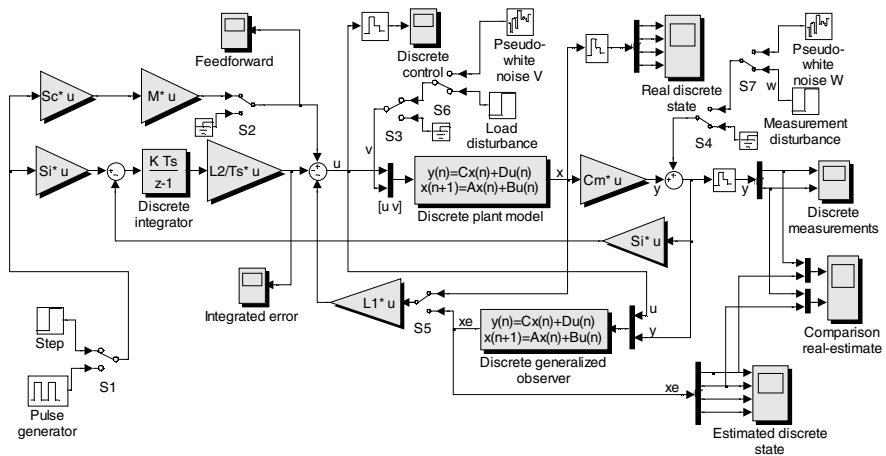 Feedforward
Discrete
control
Pseudo-
white
noise V
Real discrete
state
Pseudo-
white
noise W
S7
w
Measurement
disturbance
Sc* u
M* u
S2
S3
S6
Load
disturbance
S4
v
u
Si* u
K Ts
z-1
Discrete
integrator
L2/Ts* u
[u v]
y(n)=Cx(n)+Du(n)
x(n+1)=Ax(n)+Bu(n)
Discrete plant model
x
Cm* u
y
y
Discrete
measurements
Si* u
Integrated error
L1* u
S5
xe
y(n)=Cx(n)+Du(n)
x(n+1)=Ax(n)+Bu(n)
Discrete generalized
observer
u
y
Comparison
real-estimate
Step
S1
Pulse
generator
xe
Estimated discrete
state